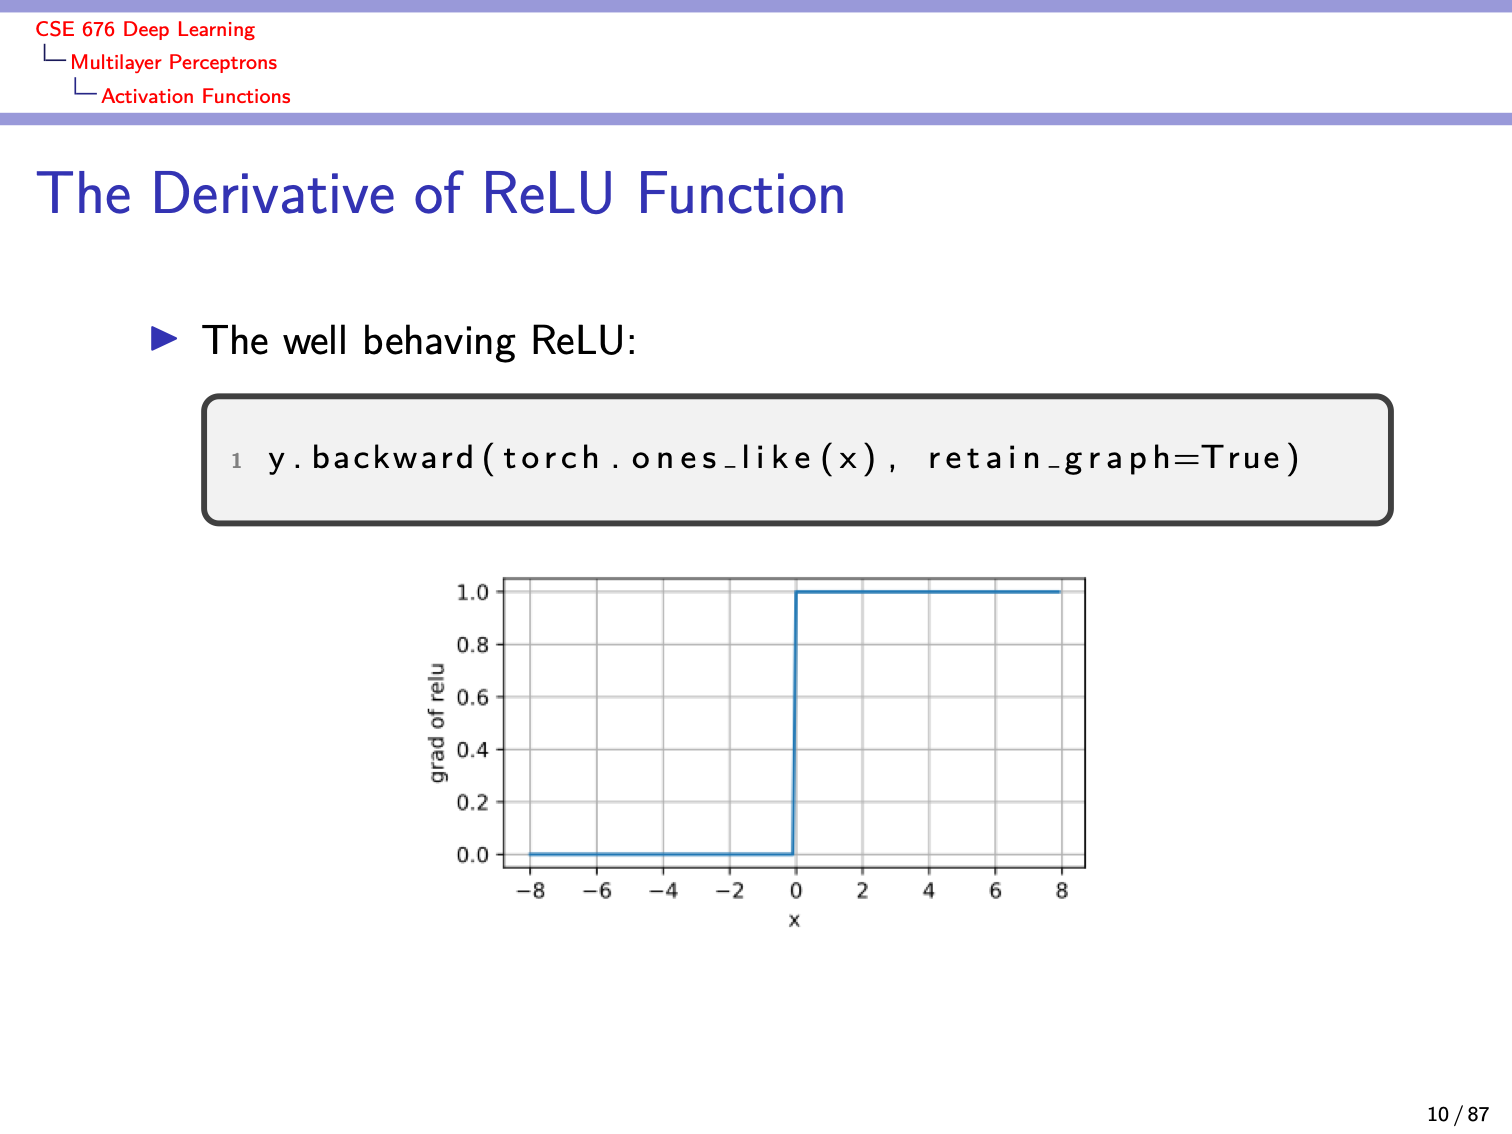 CSE 676 Deep Learning
Multilayer Perceptrons
Activation Functions
The Derivative of ReLU Function
The well behaving ReLU:
1 y.backward(torch.ones_like(x), retain_graph=True)
1.0
0.8
0.6
0.4
0.2
0.0
grad of relu
−8 −6 −4 −2 0 2 4 6 8
x
10 / 87